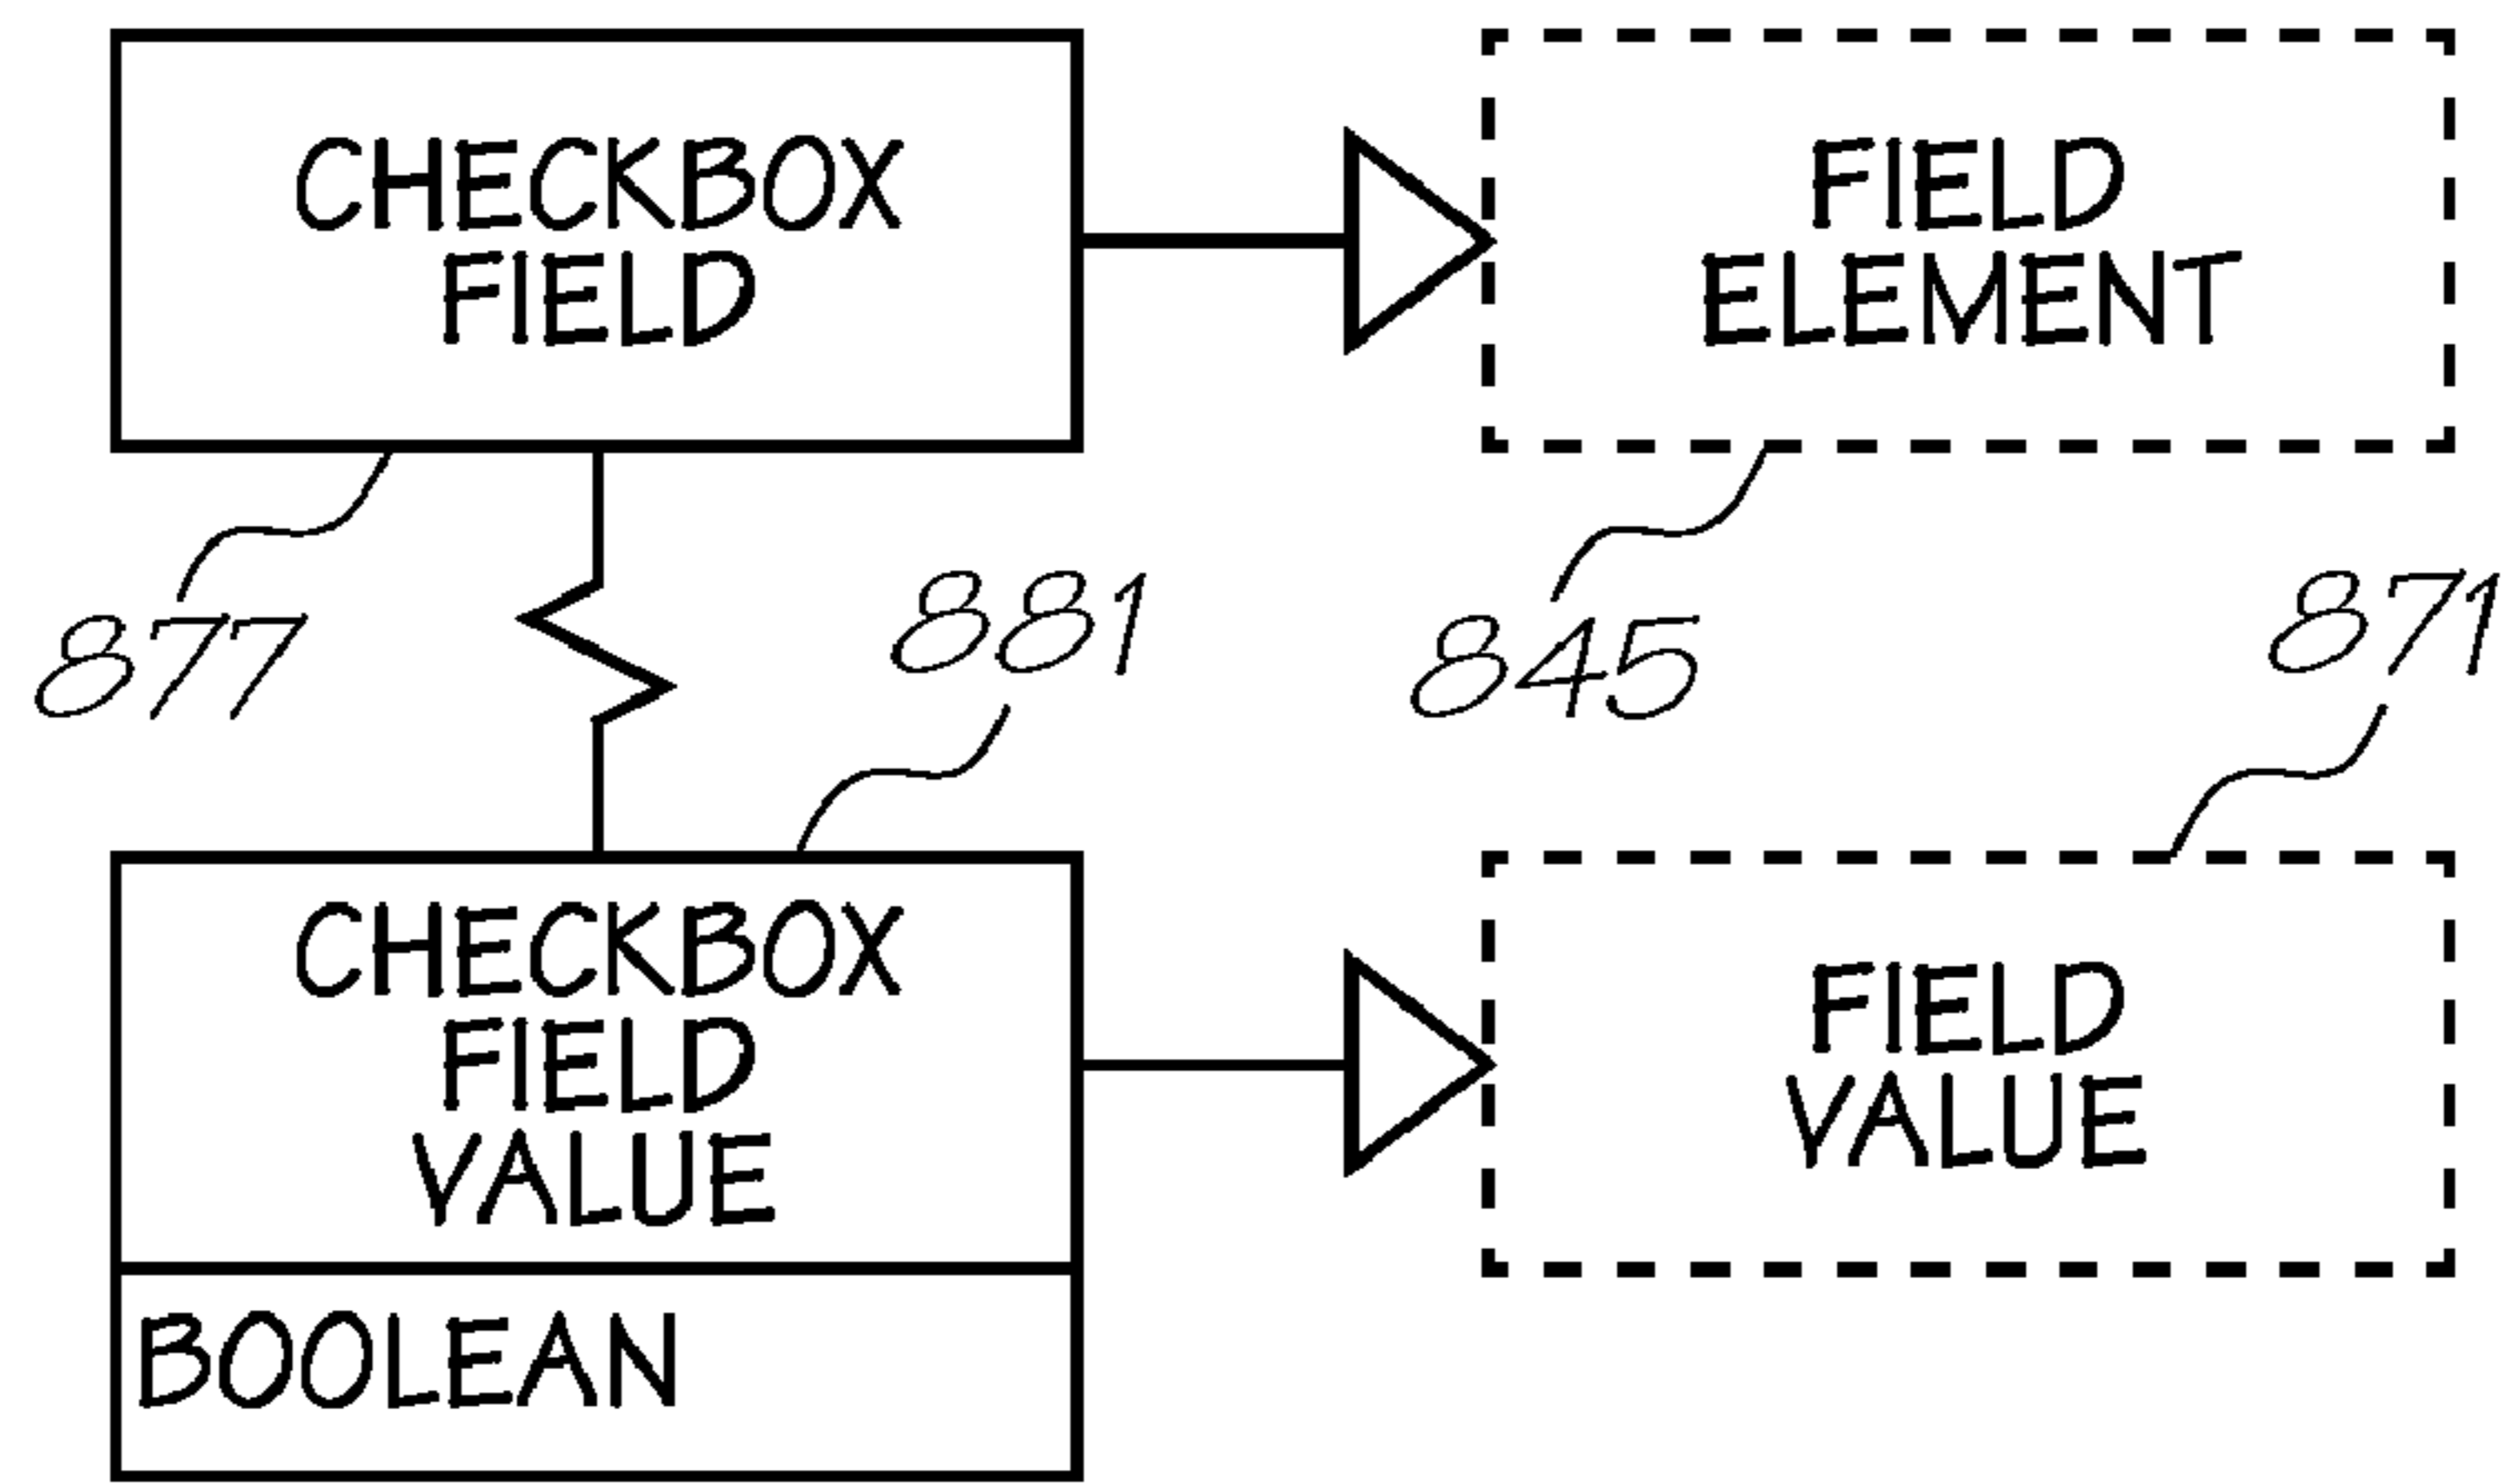 CHECKBOX
FIELD
FIELD
ELEMENT
877
881
845
871
CHECKBOX
FIELD
VALUE
FIELD
VALUE
BOOLEAN